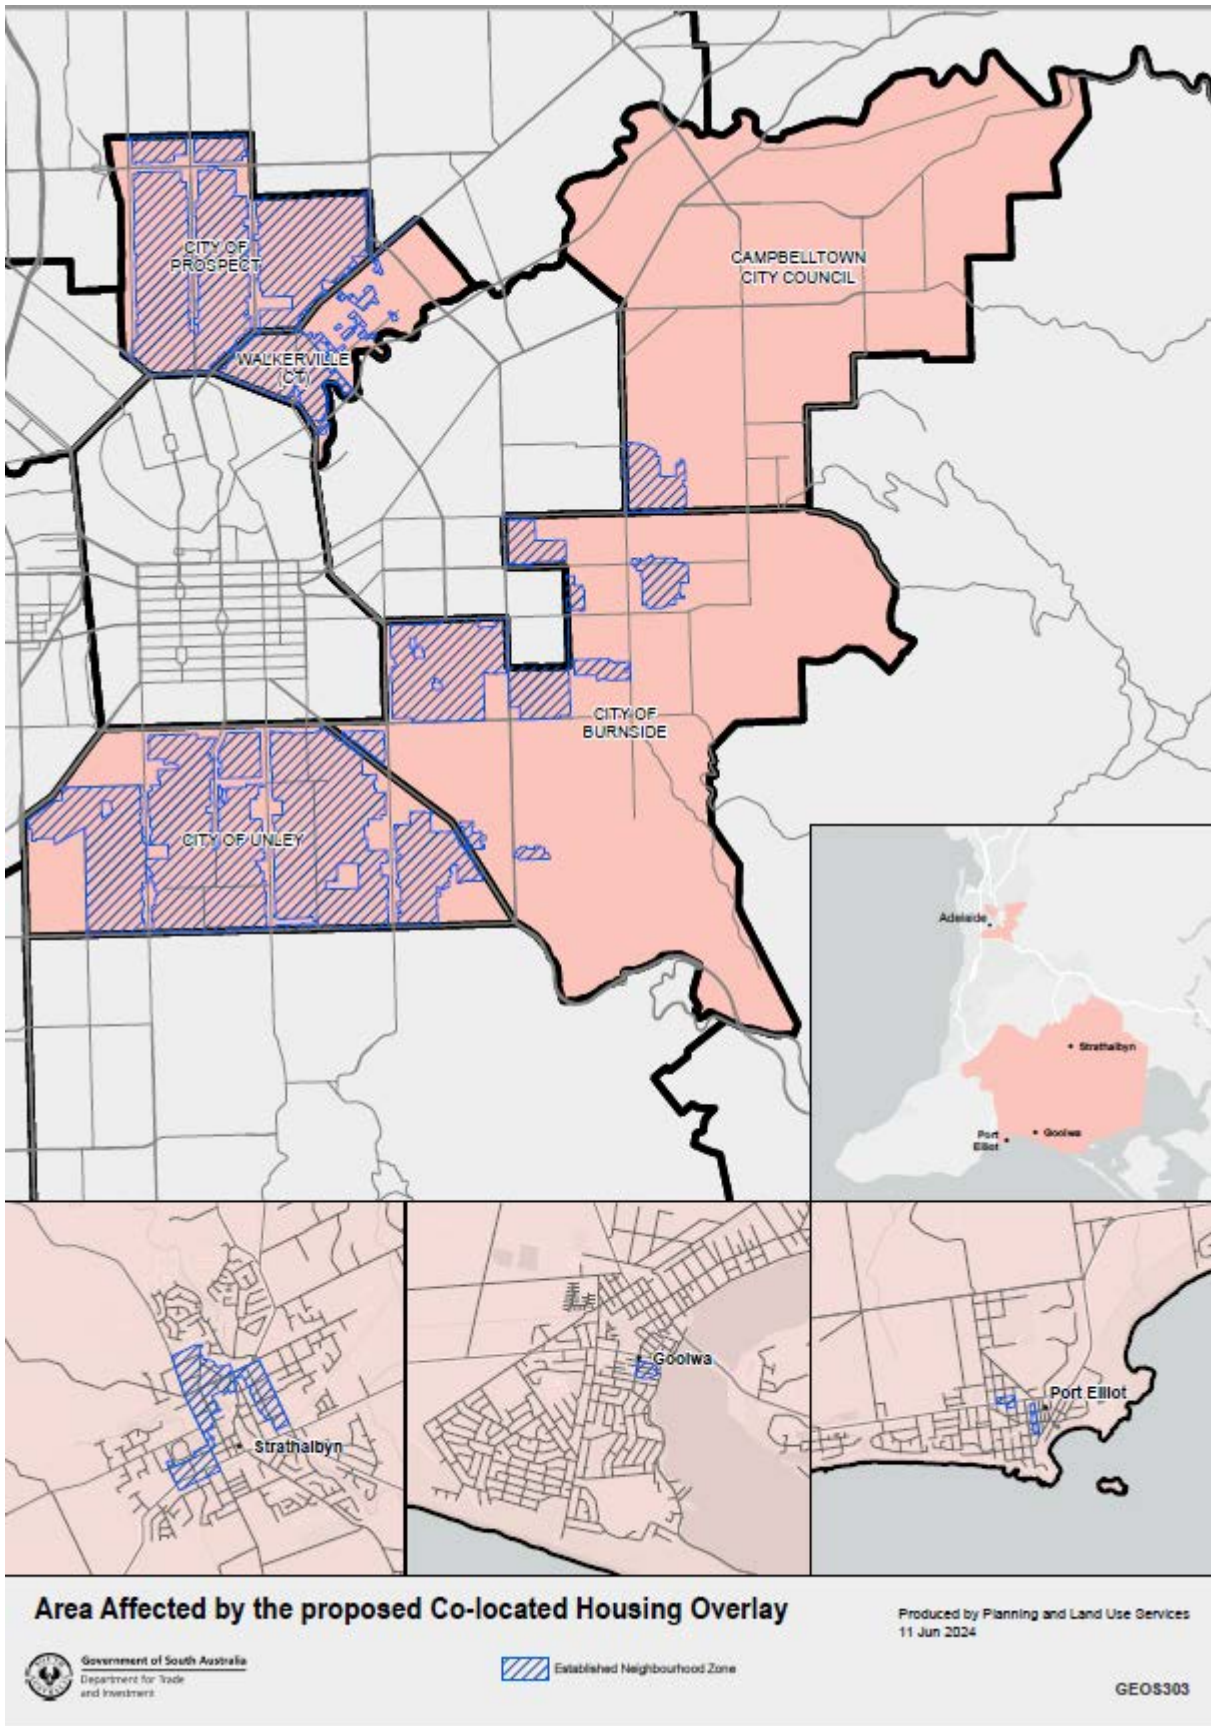 CITY OF
PROSPECT
WALKERVILLE
(CT)
CAMPBELLTOWN
CITY COUNCIL
CITY OF
BURNSIDE
CITY OF UNLEY
Adelaide
Strathalbyn
Port
Elliot
Goolwa
Strathalbyn
Goolwa
Port Elliot
Area Affected by the proposed Co-located Housing Overlay
Produced by Planning and Land Use Services
11 Jun 2024
Government of South Australia
Department for Trade
and Investment
Established Neighbourhood Zone
GEOS303